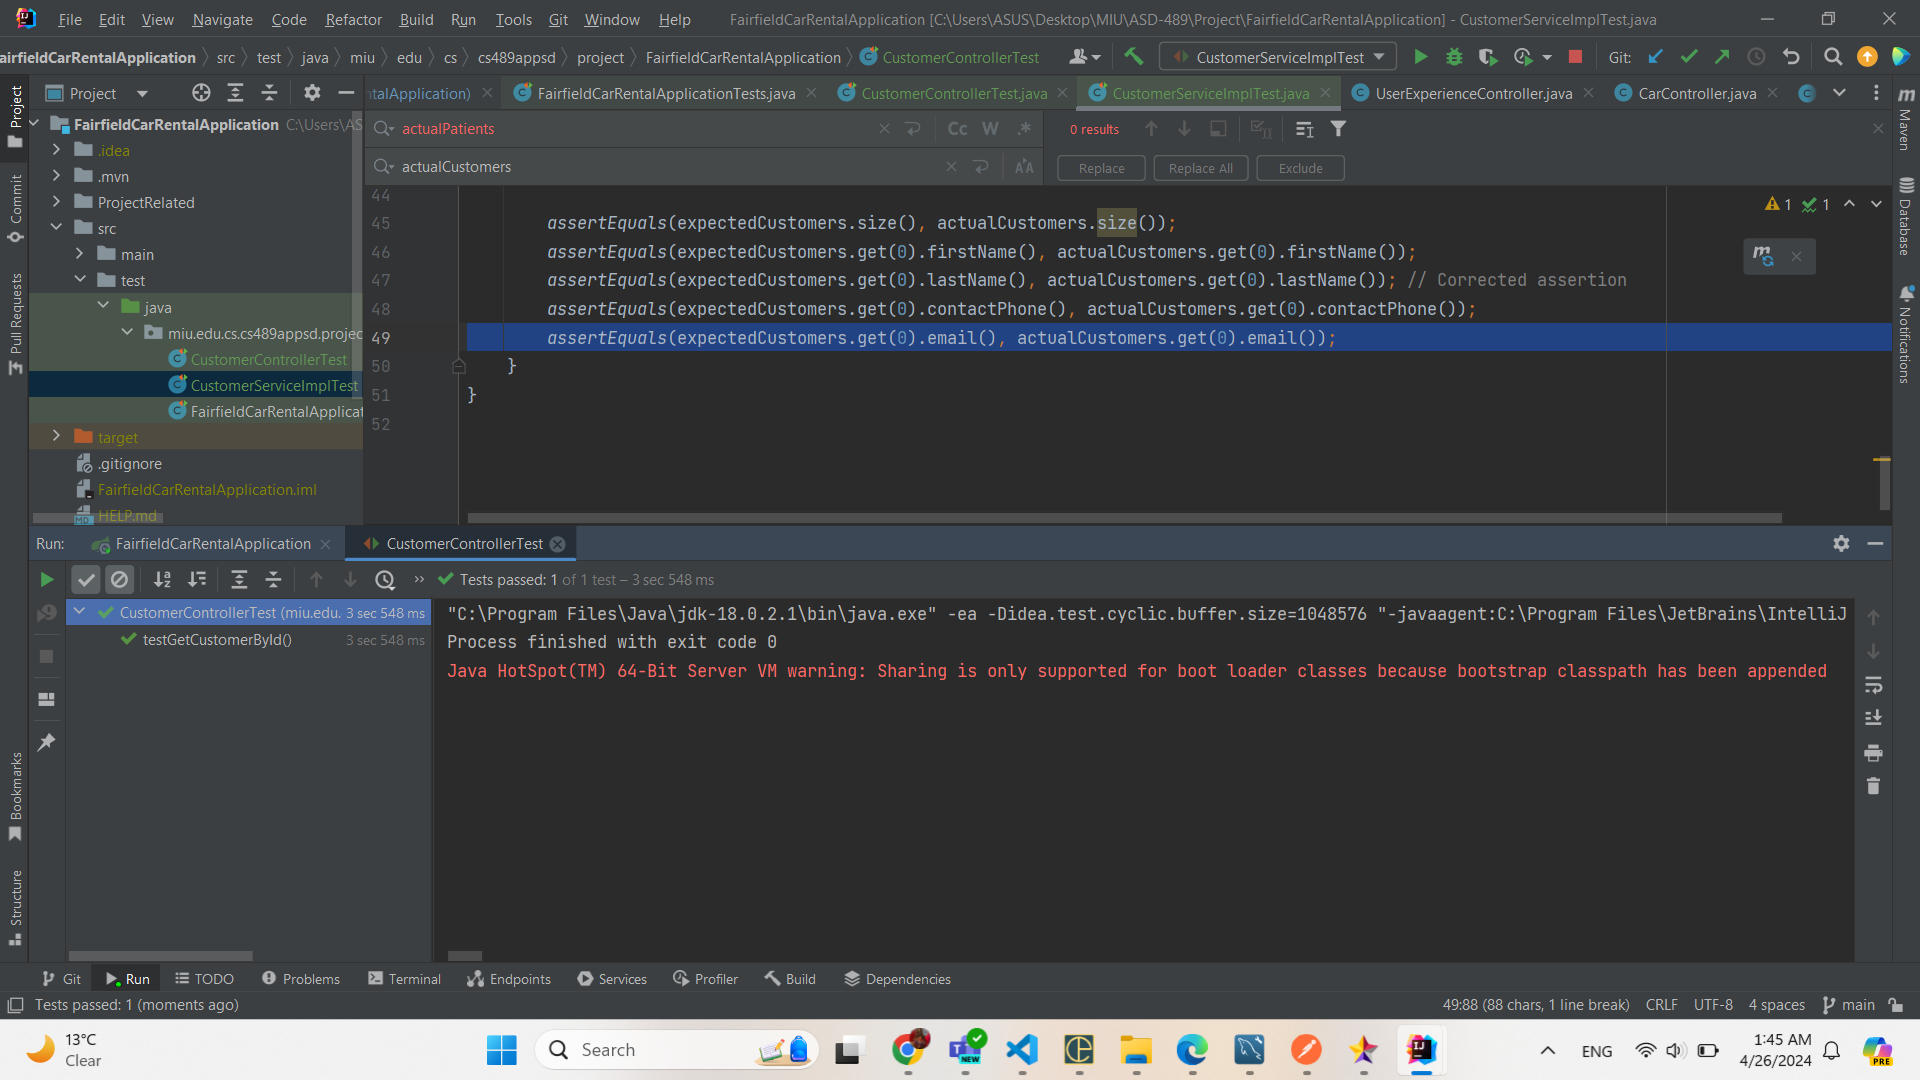 File Edit View Navigate Code Refactor Build Run Tools Git Window Help FairfieldCarRentalApplication [C:\Users\ASUS\Desktop\MIU\ASD-489\Project\FairfieldCarRentalApplication] - CustomerServiceImplTest.java
airfieldCarRentalApplication src test java miu edu cs cs489appsd project FairfieldCarRentalApplication CustomerControllerTest CustomerServiceImplTest Git:
Project
ntalApplication) FairfieldCarRentalApplicationTests.java CustomerControllerTest.java CustomerServiceImplTest.java UserExperienceController.java CarController.java
FairfieldCarRentalApplication C:\Users\AS
.idea
.mvn
ProjectRelated
src
main
test
java
miu.edu.cs.cs489appsd.projec
CustomerControllerTest
CustomerServiceImplTest
FairfieldCarRentalApplicat
target
.gitignore
FairfieldCarRentalApplication.iml
HELP.md
actualPatients Cc W .* 0 results
actualCustomers Replace Replace All Exclude
44
45 assertEquals(expectedCustomers.size(), actualCustomers.size());
46 assertEquals(expectedCustomers.get(0).firstName(), actualCustomers.get(0).firstName());
47 assertEquals(expectedCustomers.get(0).lastName(), actualCustomers.get(0).lastName()); // Corrected assertion
48 assertEquals(expectedCustomers.get(0).contactPhone(), actualCustomers.get(0).contactPhone());
49 assertEquals(expectedCustomers.get(0).email(), actualCustomers.get(0).email());
50 }
51 }
52
1 1
Project
Commit
Pull Requests
Bookmarks
Structure
Maven
Database
Notifications
Run: FairfieldCarRentalApplication CustomerControllerTest
Tests passed: 1 of 1 test – 3 sec 548 ms
CustomerControllerTest (miu.edu. 3 sec 548 ms
testGetCustomerById() 3 sec 548 ms
"C:\Program Files\Java\jdk-18.0.2.1\bin\java.exe" -ea -Didea.test.cyclic.buffer.size=1048576 "-javaagent:C:\Program Files\JetBrains\IntelliJ
Process finished with exit code 0
Java HotSpot(TM) 64-Bit Server VM warning: Sharing is only supported for boot loader classes because bootstrap classpath has been appended
Git Run TODO Problems Terminal Endpoints Services Profiler Build Dependencies
Tests passed: 1 (moments ago) 49:88 (88 chars, 1 line break) CRLF UTF-8 4 spaces main
13°C
Clear
Search
NEW
ENG
1:45 AM
4/26/2024
PRE